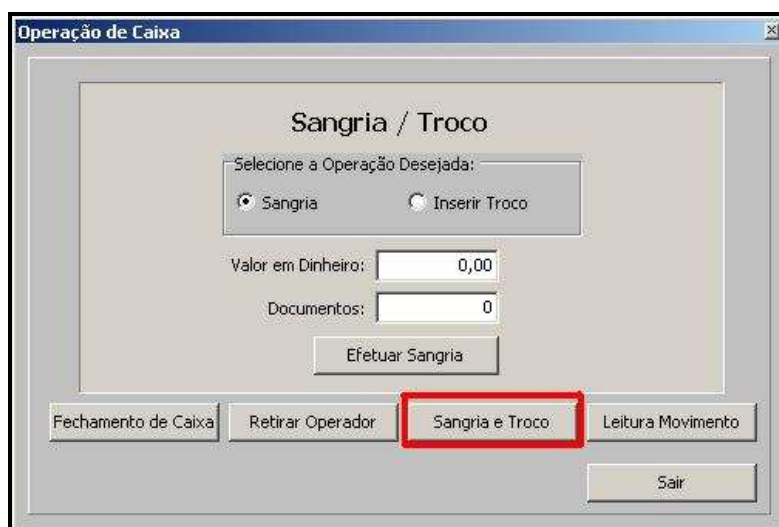 Operação de Caixa
Sangria / Troco
Selecione a Operação Desejada:
Sangria Inserir Troco
Valor em Dinheiro: 0,00
Documentos: 0
Efetuar Sangria
Fechamento de Caixa Retirar Operador Sangria e Troco Leitura Movimento
Sair